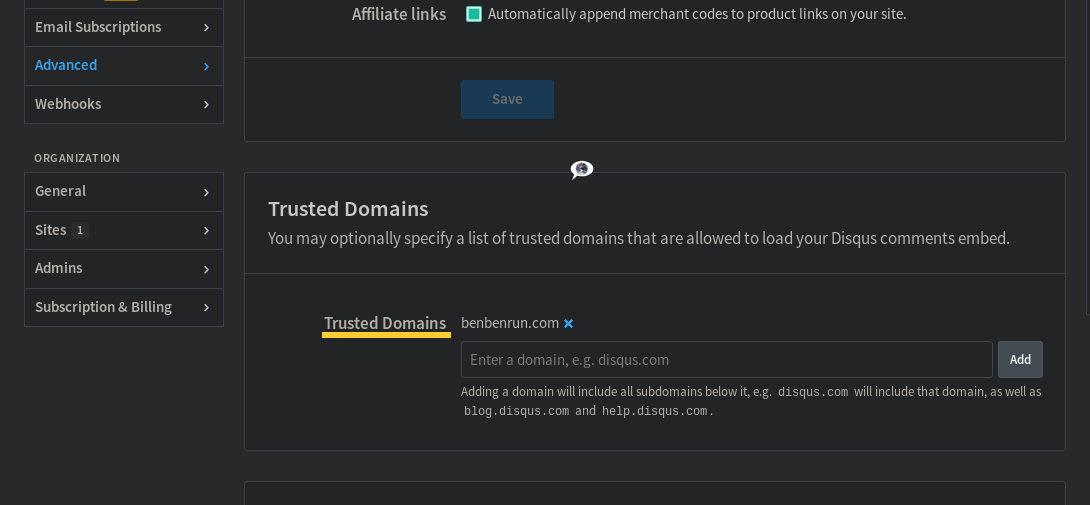 Affiliate links Automatically append merchant codes to product links on your site.
Email Subscriptions
Advanced
Webhooks
Save
ORGANIZATION
General
Sites 1
Admins
Subscription & Billing
Trusted Domains
You may optionally specify a list of trusted domains that are allowed to load your Disqus comments embed.
Trusted Domains benbenrun.com ×
Enter a domain, e.g. disqus.com Add
Adding a domain will include all subdomains below it, e.g. disqus.com will include that domain, as well as
blog.disqus.com and help.disqus.com.